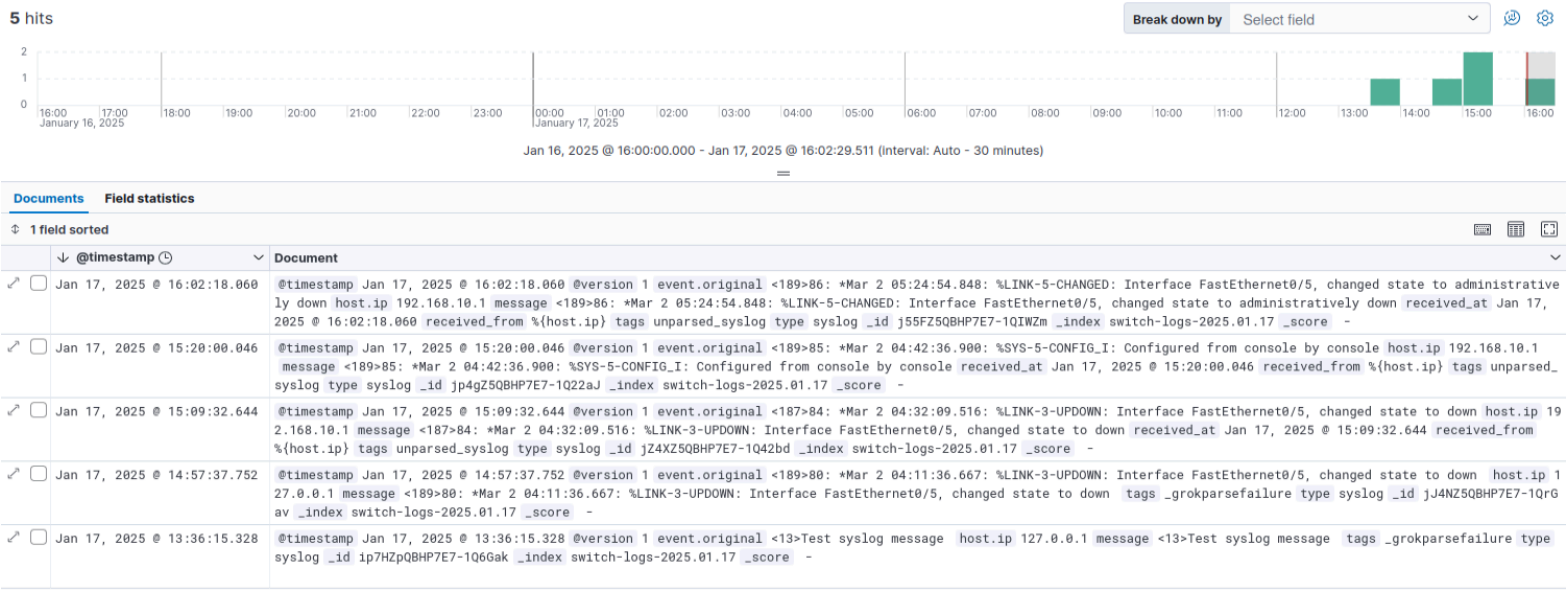 5 hits
Break down by Select field
2
1
0
16:00 17:00 18:00 19:00 20:00 21:00 22:00 23:00 00:00 01:00 02:00 03:00 04:00 05:00 06:00 07:00 08:00 09:00 10:00 11:00 12:00 13:00 14:00 15:00 16:00
January 16, 2025 January 17, 2025
Jan 16, 2025 @ 16:00:00.000 - Jan 17, 2025 @ 16:02:29.511 (interval: Auto - 30 minutes)
Documents Field statistics
1 field sorted
@timestamp Document
Jan 17, 2025 @ 16:02:18.060 @timestamp Jan 17, 2025 @ 16:02:18.060 @version 1 event.original <189>86: *Mar 2 05:24:54.848: %LINK-5-CHANGED: Interface FastEthernet0/5, changed state to administrative
ly down host.ip 192.168.10.1 message <189>86: *Mar 2 05:24:54.848: %LINK-5-CHANGED: Interface FastEthernet0/5, changed state to administratively down received_at Jan 17,
2025 @ 16:02:18.060 received_from %{host.ip} tags unparsed_syslog type syslog _id j55FZ5QBHP7E7-1QIWZm _index switch-logs-2025.01.17 _score -
Jan 17, 2025 @ 15:20:00.046 @timestamp Jan 17, 2025 @ 15:20:00.046 @version 1 event.original <189>85: *Mar 2 04:42:36.900: %SYS-5-CONFIG_I: Configured from console by console host.ip 192.168.10.1
message <189>85: *Mar 2 04:42:36.900: %SYS-5-CONFIG_I: Configured from console by console received_at Jan 17, 2025 @ 15:20:00.046 received_from %{host.ip} tags unparsed_
syslog type syslog _id jp4gZ5QBHP7E7-1Q22aJ _index switch-logs-2025.01.17 _score -
Jan 17, 2025 @ 15:09:32.644 @timestamp Jan 17, 2025 @ 15:09:32.644 @version 1 event.original <187>84: *Mar 2 04:32:09.516: %LINK-3-UPDOWN: Interface FastEthernet0/5, changed state to down host.ip 19
2.168.10.1 message <187>84: *Mar 2 04:32:09.516: %LINK-3-UPDOWN: Interface FastEthernet0/5, changed state to down received_at Jan 17, 2025 @ 15:09:32.644 received_from
%{host.ip} tags unparsed_syslog type syslog _id jZ4XZ5QBHP7E7-1Q42bd _index switch-logs-2025.01.17 _score -
Jan 17, 2025 @ 14:57:37.752 @timestamp Jan 17, 2025 @ 14:57:37.752 @version 1 event.original <189>80: *Mar 2 04:11:36.667: %LINK-3-UPDOWN: Interface FastEthernet0/5, changed state to down host.ip 1
27.0.0.1 message <189>80: *Mar 2 04:11:36.667: %LINK-3-UPDOWN: Interface FastEthernet0/5, changed state to down tags _grokparsefailure type syslog _id jJ4NZ5QBHP7E7-1QrG
av _index switch-logs-2025.01.17 _score -
Jan 17, 2025 @ 13:36:15.328 @timestamp Jan 17, 2025 @ 13:36:15.328 @version 1 event.original <13>Test syslog message host.ip 127.0.0.1 message <13>Test syslog message tags _grokparsefailure type
syslog _id ip7HZpQBHP7E7-1Q6Gak _index switch-logs-2025.01.17 _score -